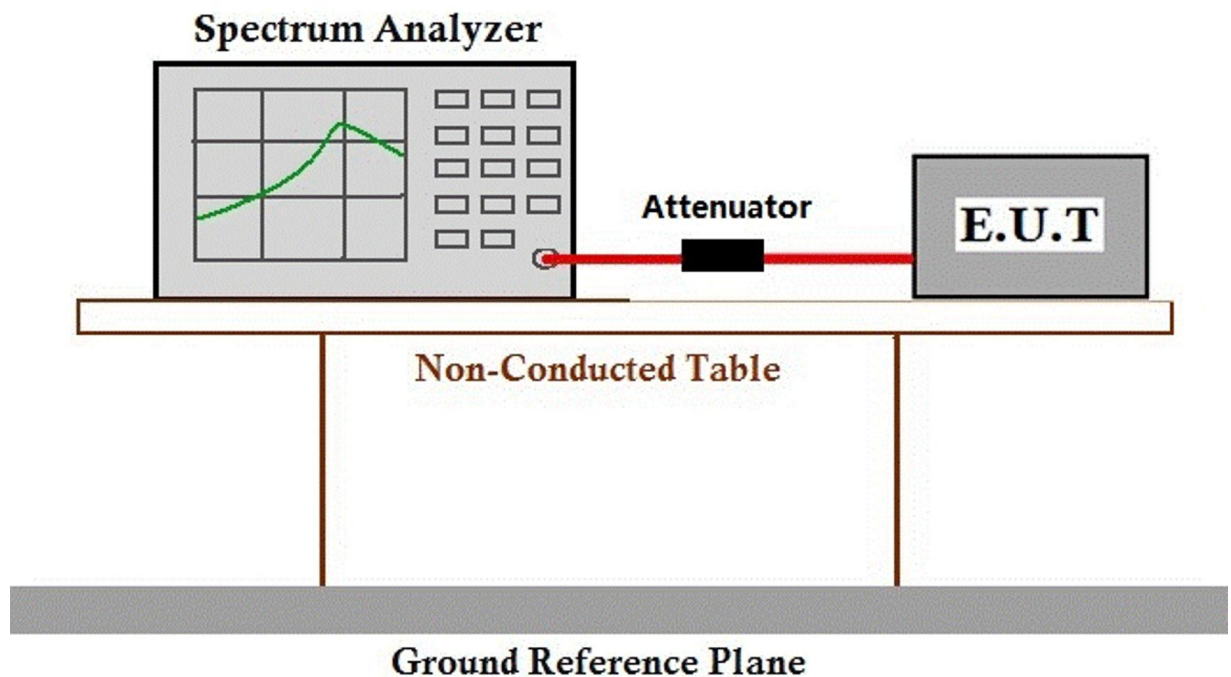 Spectrum Analyzer
Attenuator
E.U.T
Non-Conducted Table
Ground Reference Plane